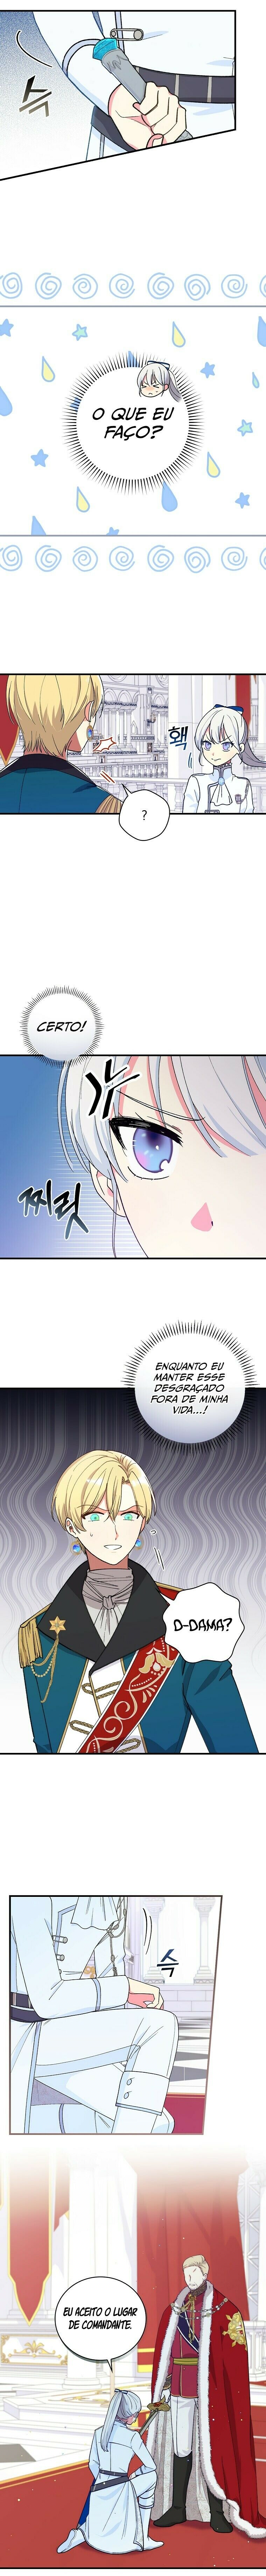 슥
O QUE EU
FAÇO?
홱
?
CERTO!
찌릿
ENQUANTO EU
MANTER ESSE
DESGRAÇADO
FORA DE MINHA
VIDA...!
D-DAMA?
슥
EU ACEITO O LUGAR
DE COMANDANTE.